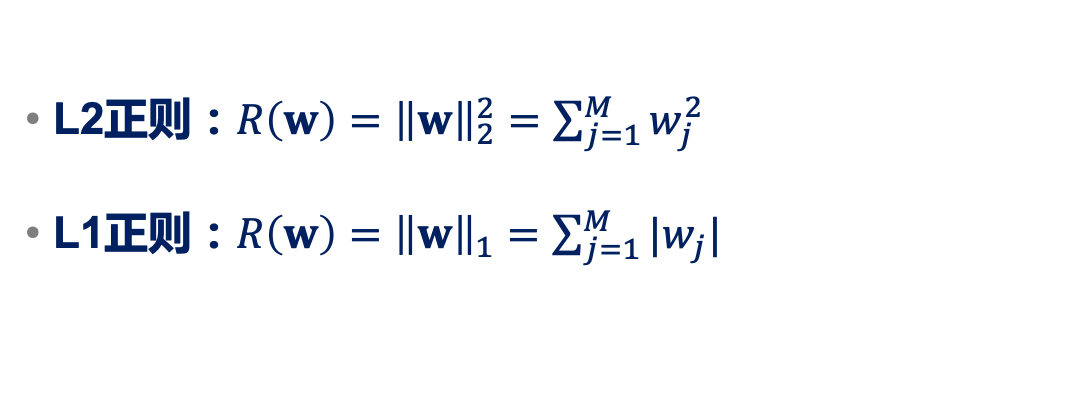 • L2正则：R(𝐰) = ‖𝐰‖₂² = ∑ⱼ₌₁ᴹ wⱼ²
• L1正则：R(𝐰) = ‖𝐰‖₁ = ∑ⱼ₌₁ᴹ |wⱼ|